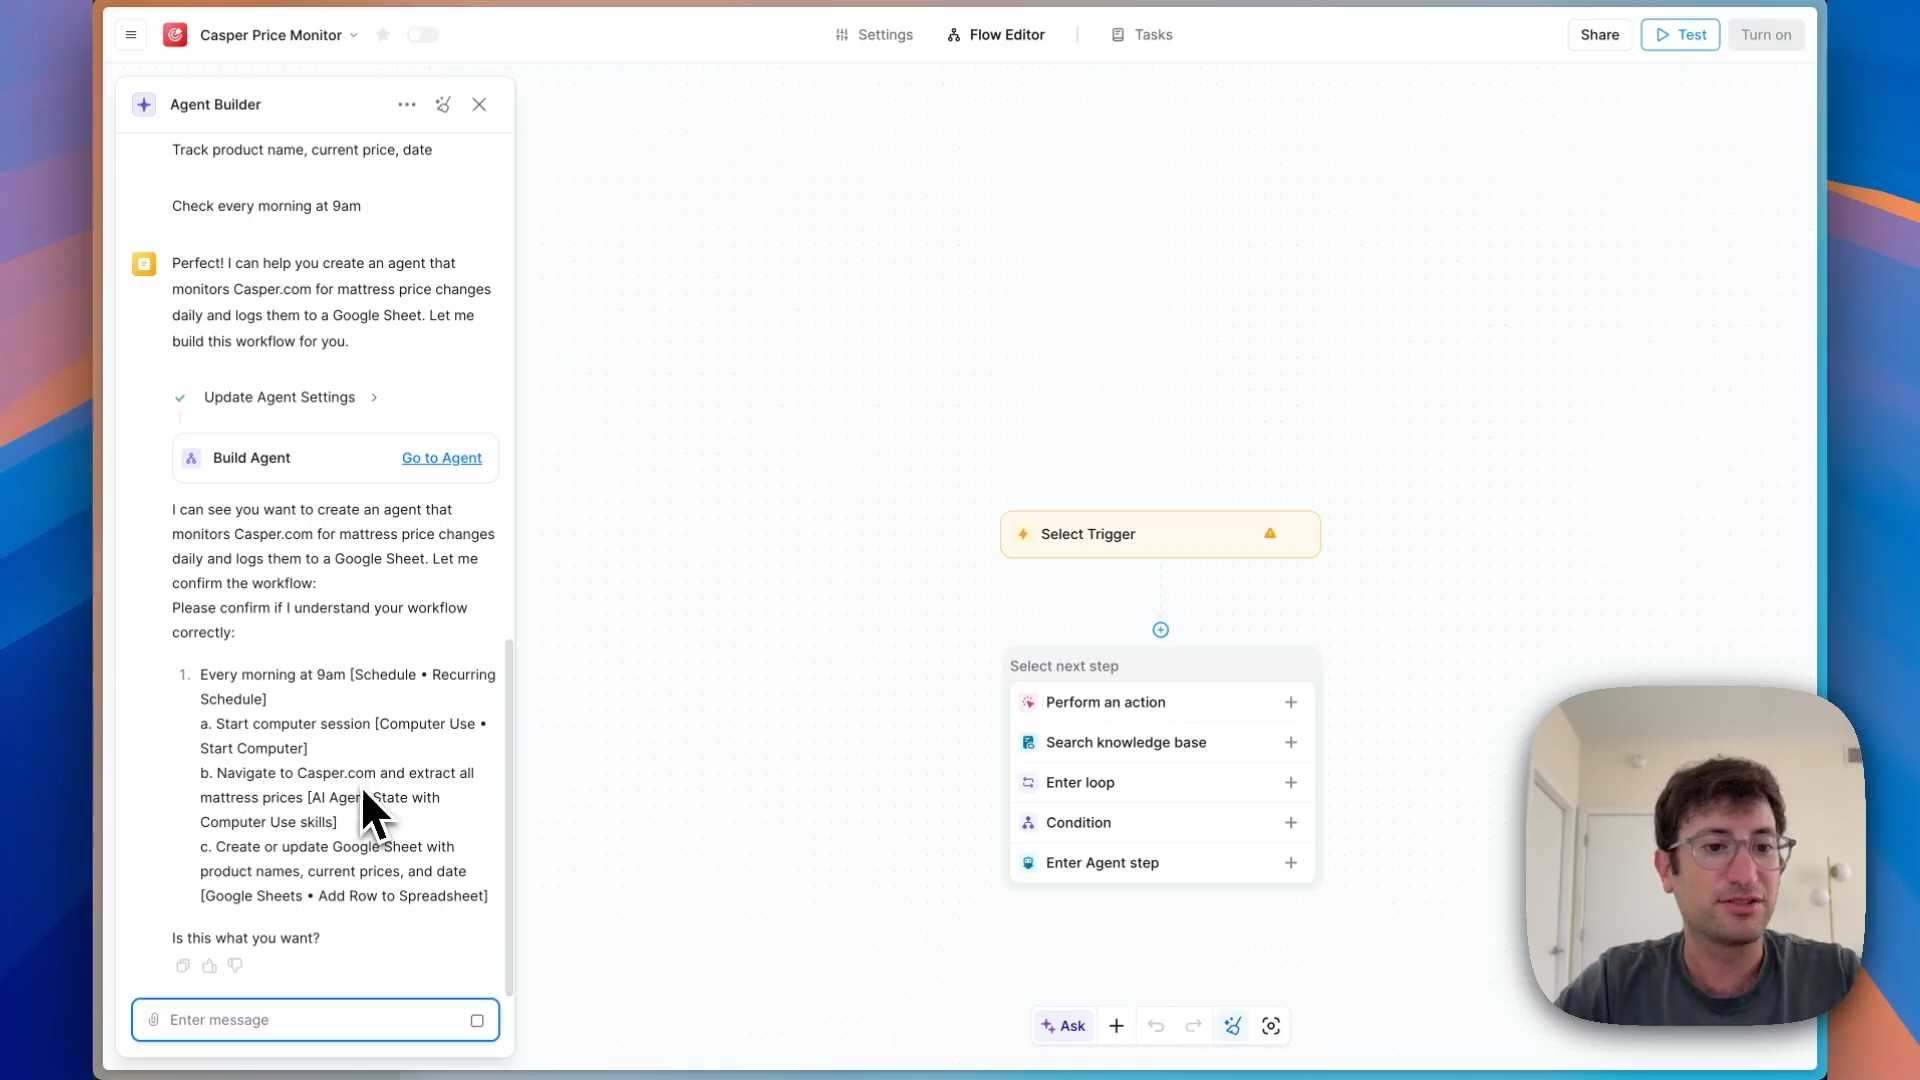 Casper Price Monitor
Settings
Flow Editor
Tasks
Share
Test
Turn on
Agent Builder
Track product name, current price, date
Check every morning at 9am
Perfect! I can help you create an agent that
monitors Casper.com for mattress price changes
daily and logs them to a Google Sheet. Let me
build this workflow for you.
Update Agent Settings
Build Agent
Go to Agent
I can see you want to create an agent that
monitors Casper.com for mattress price changes
daily and logs them to a Google Sheet. Let me
confirm the workflow:
Please confirm if I understand your workflow
correctly:
1. Every morning at 9am [Schedule • Recurring
Schedule]
a. Start computer session [Computer Use •
Start Computer]
b. Navigate to Casper.com and extract all
mattress prices [AI Agent State with
Computer Use skills]
c. Create or update Google Sheet with
product names, current prices, and date
[Google Sheets • Add Row to Spreadsheet]
Is this what you want?
Enter message
Select Trigger
Select next step
Perform an action
Search knowledge base
Enter loop
Condition
Enter Agent step
Ask